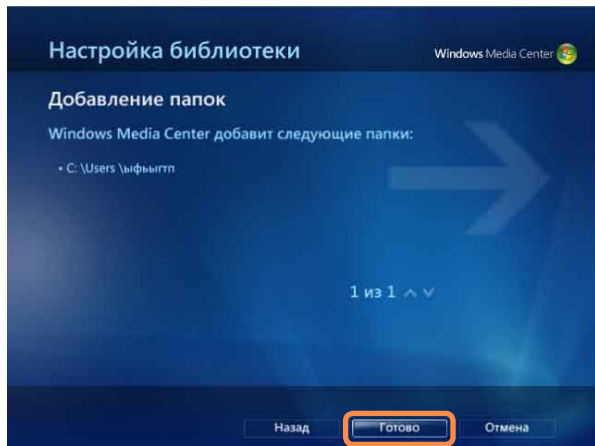 Настройка библиотеки
Windows Media Center
Добавление папок
Windows Media Center добавит следующие папки:
• C: \Users \ыфьыгтп
1 из 1
Назад
Готово
Отмена